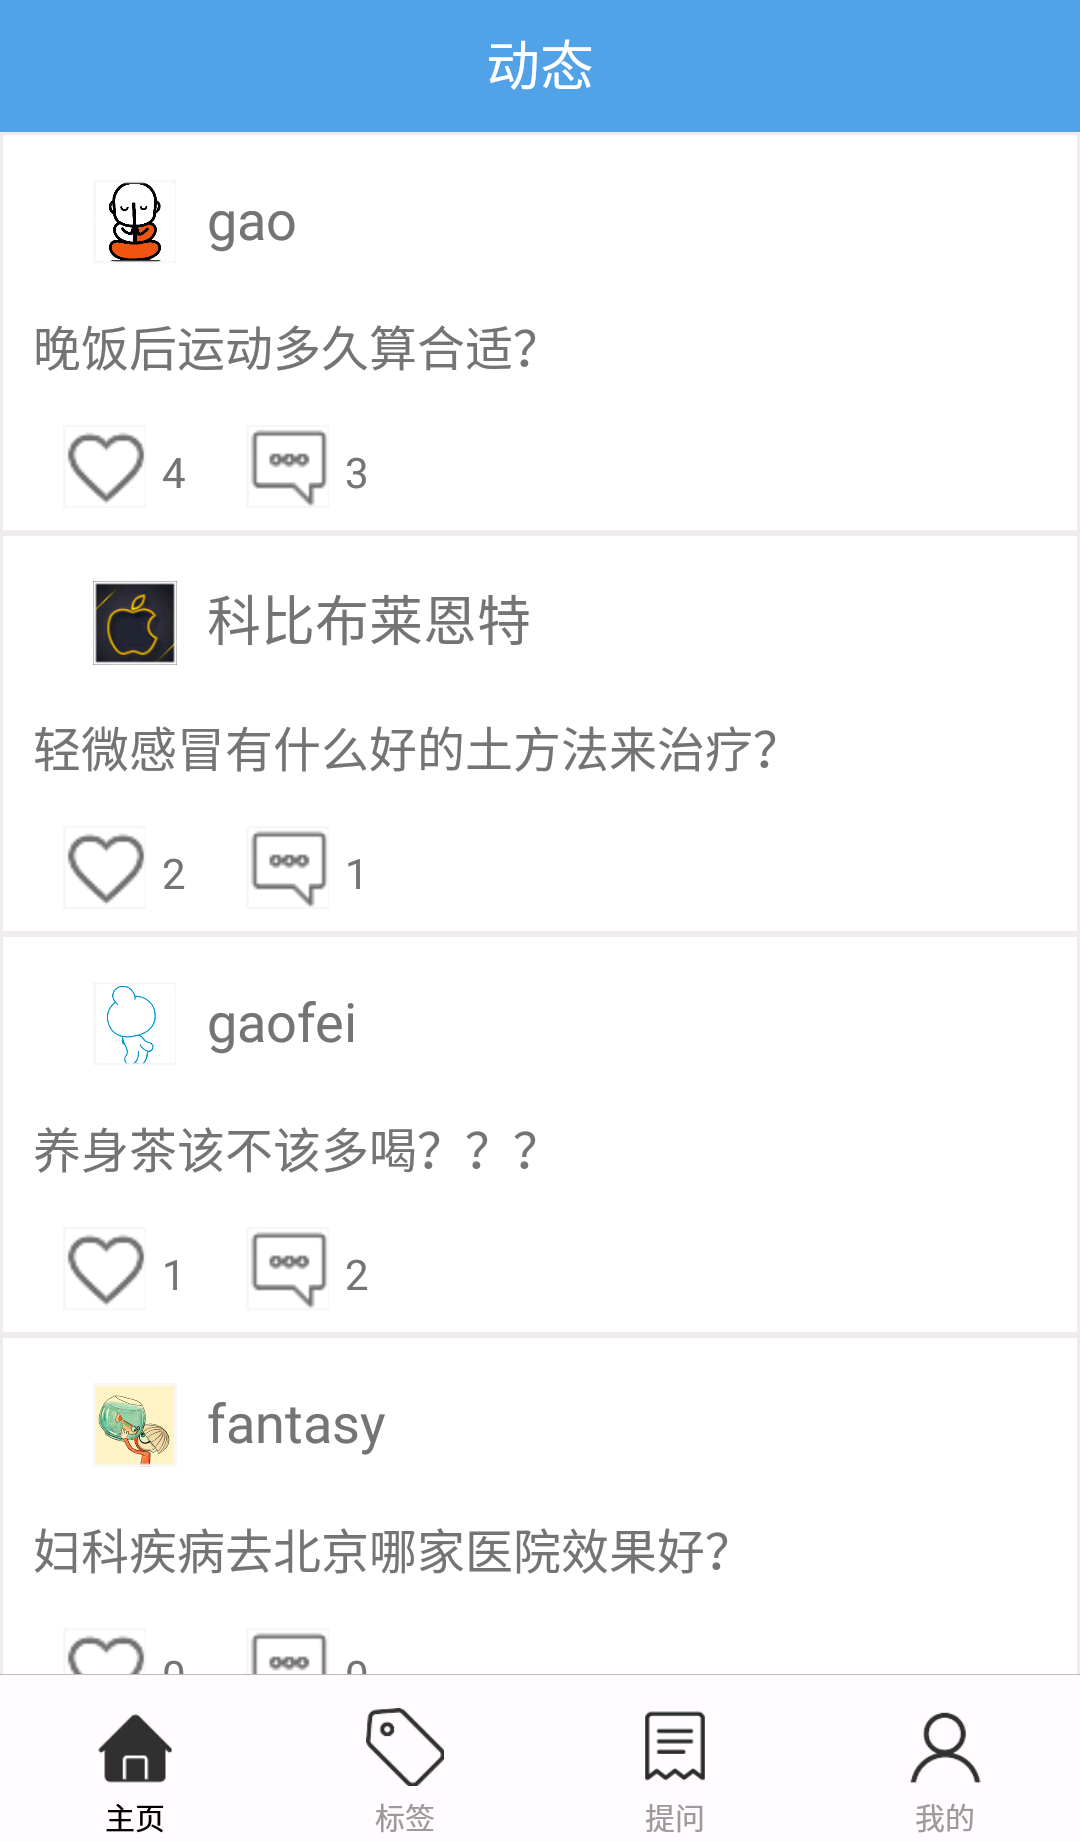 动态
gao
晚饭后运动多久算合适?
4 3
科比布莱恩特
轻微感冒有什么好的土方法来治疗?
2 1
gaofei
养身茶该不该多喝? ? ?
1 2
fantasy
妇科疾病去北京哪家医院效果好?
0 0
主页 标签 提问 我的